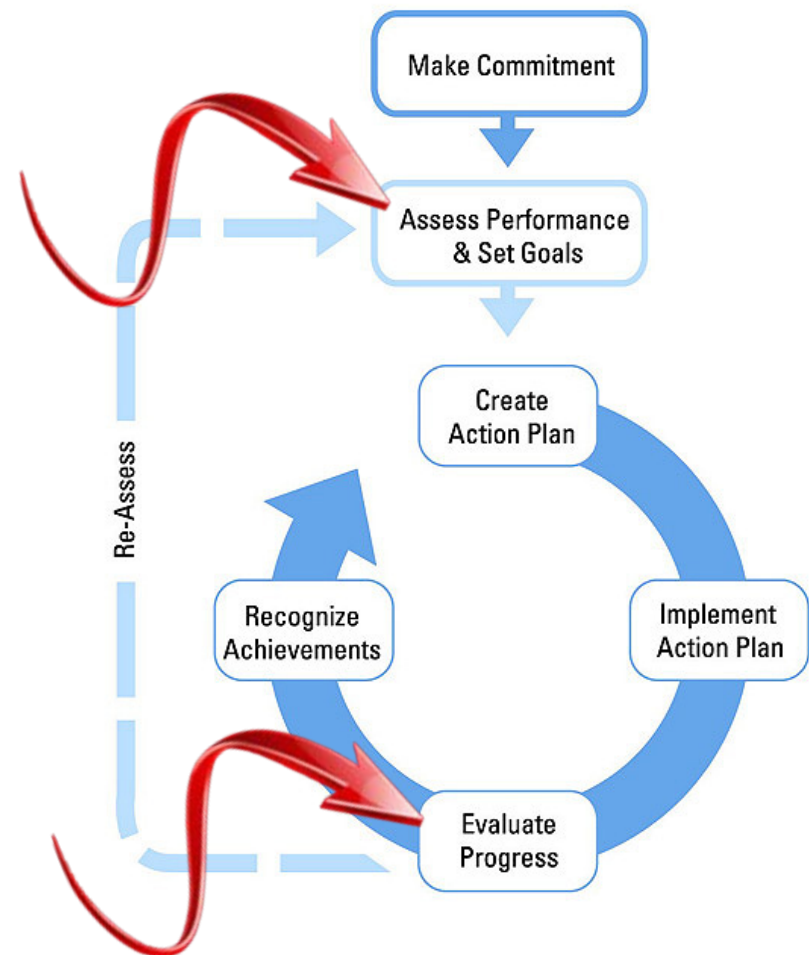 Make Commitment
Assess Performance
& Set Goals
Create
Action Plan
Re-Assess
Recognize
Achievements
Implement
Action Plan
Evaluate
Progress